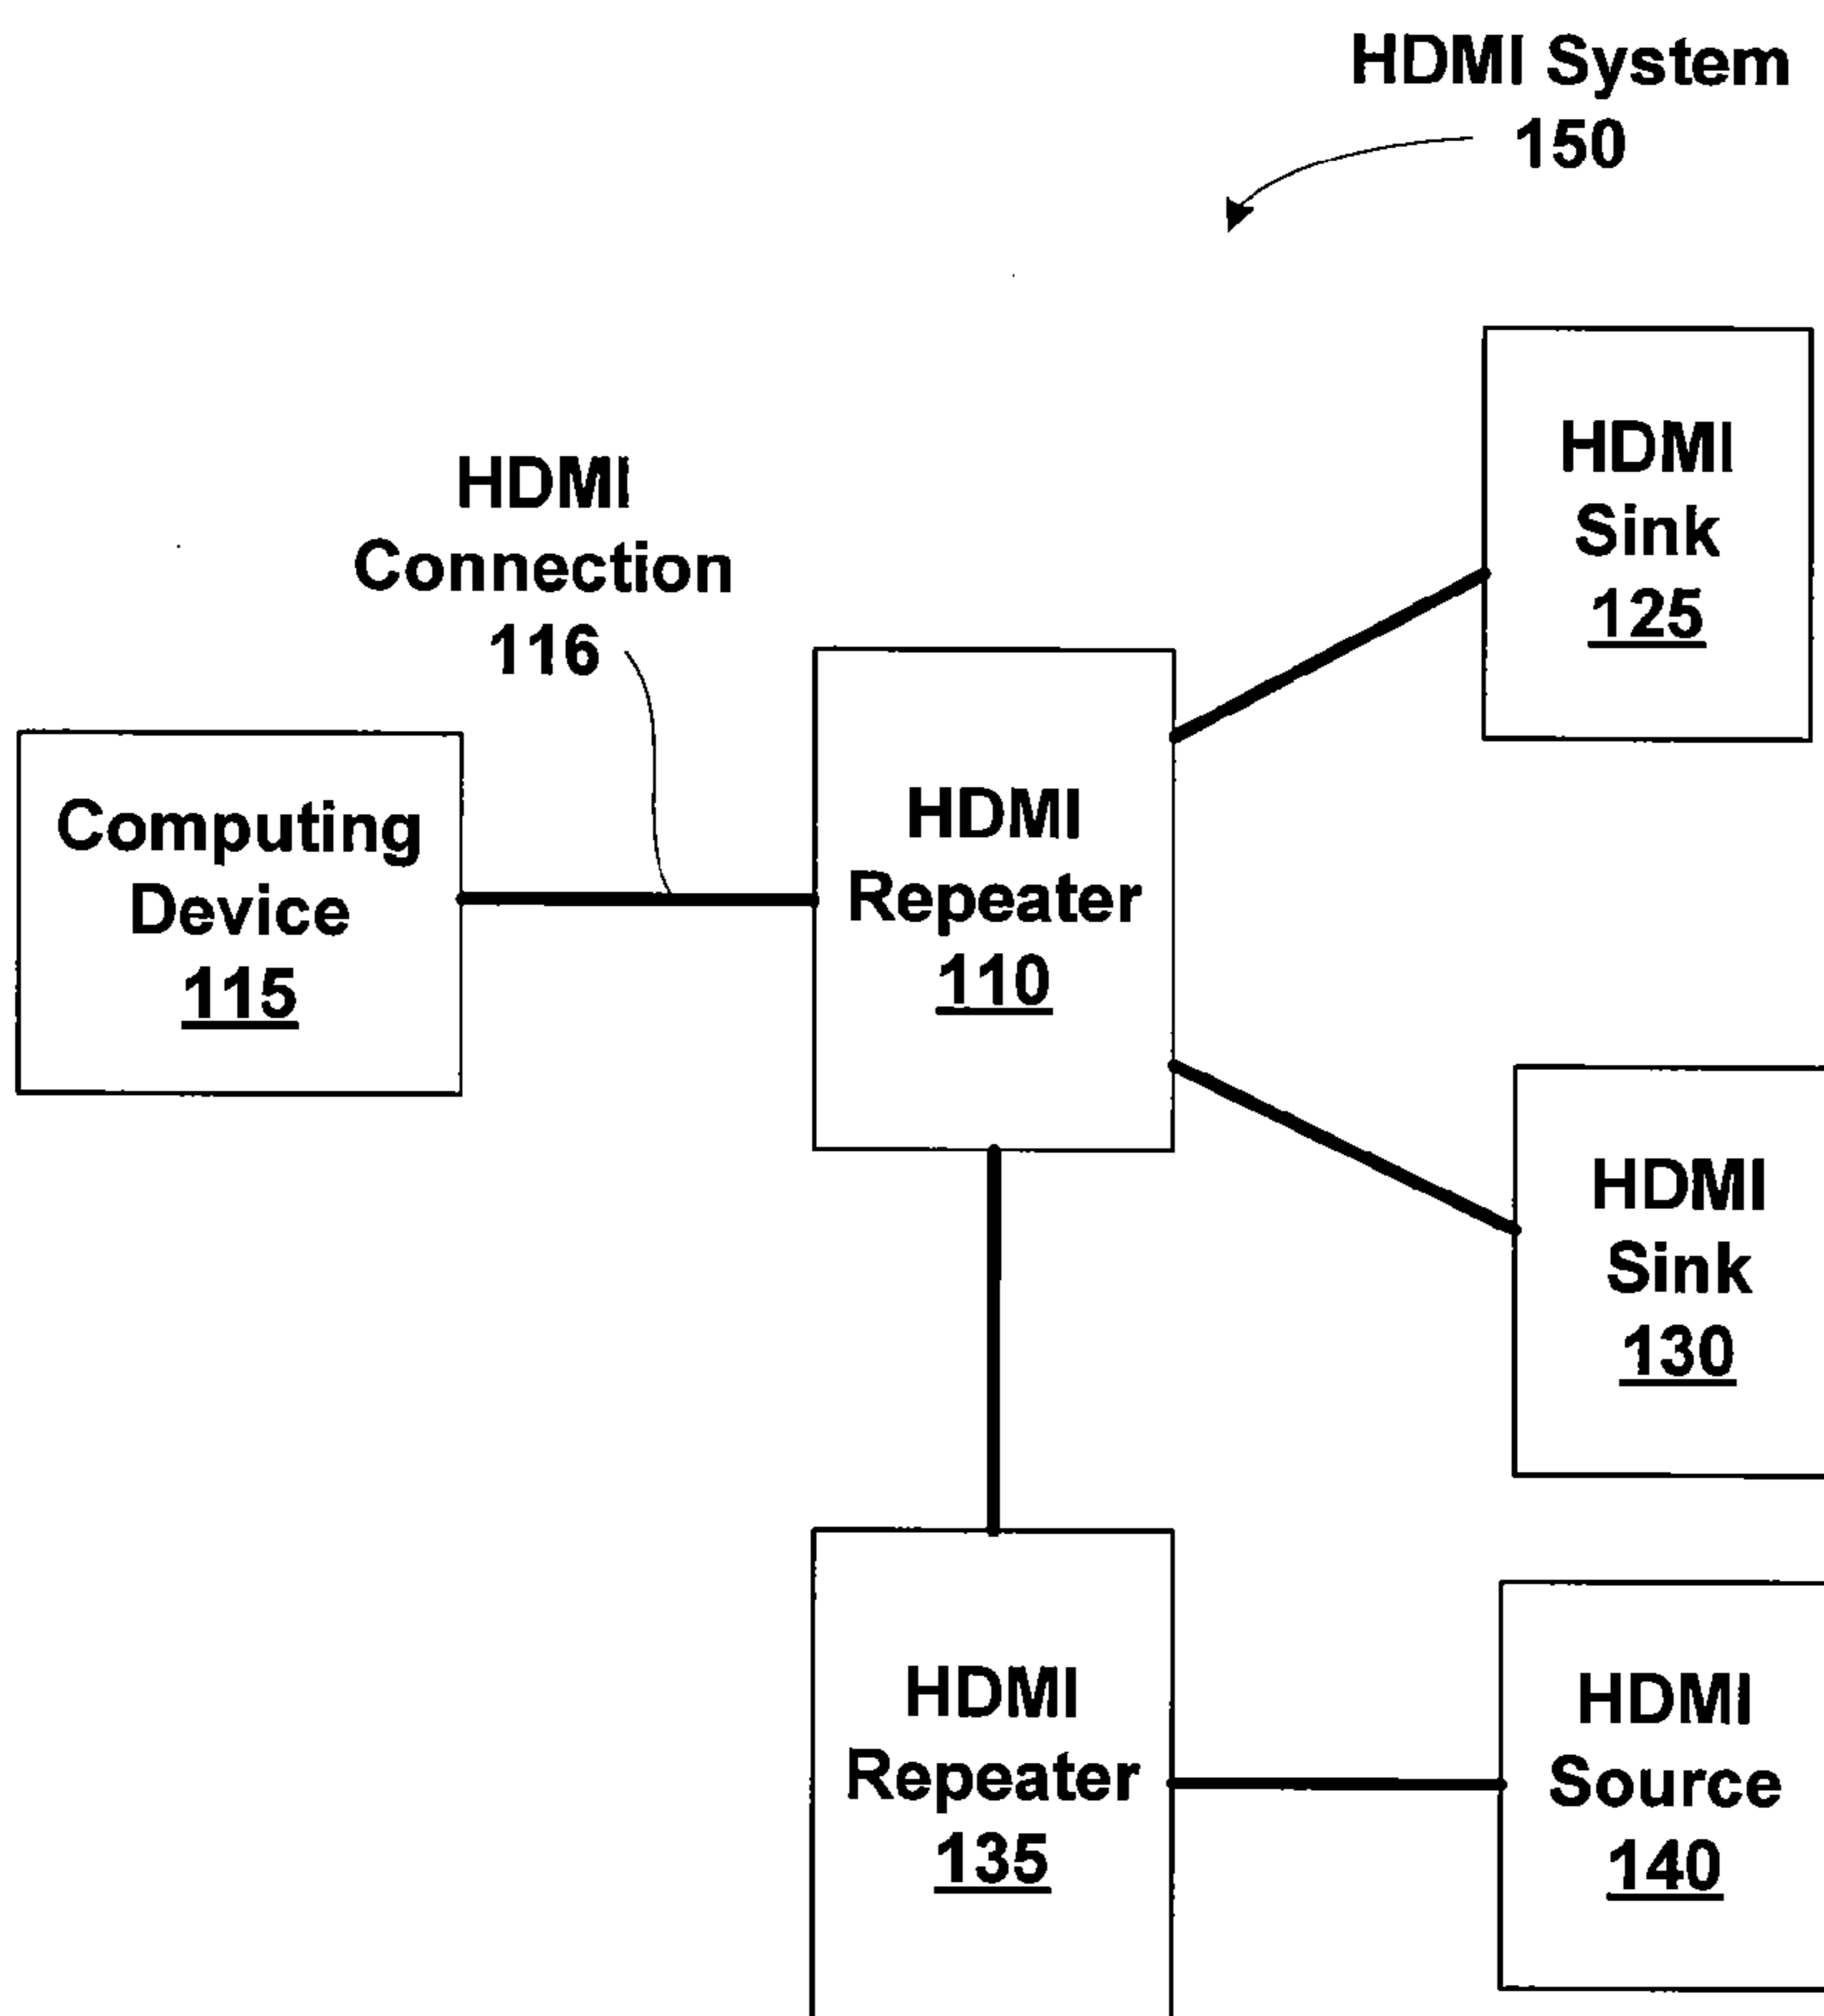 HDMI System
150
HDMI
Sink
125
HDMI
Connection
116
Computing
Device
115
HDMI
Repeater
110
HDMI
Sink
130
HDMI
Repeater
135
HDMI
Source
140